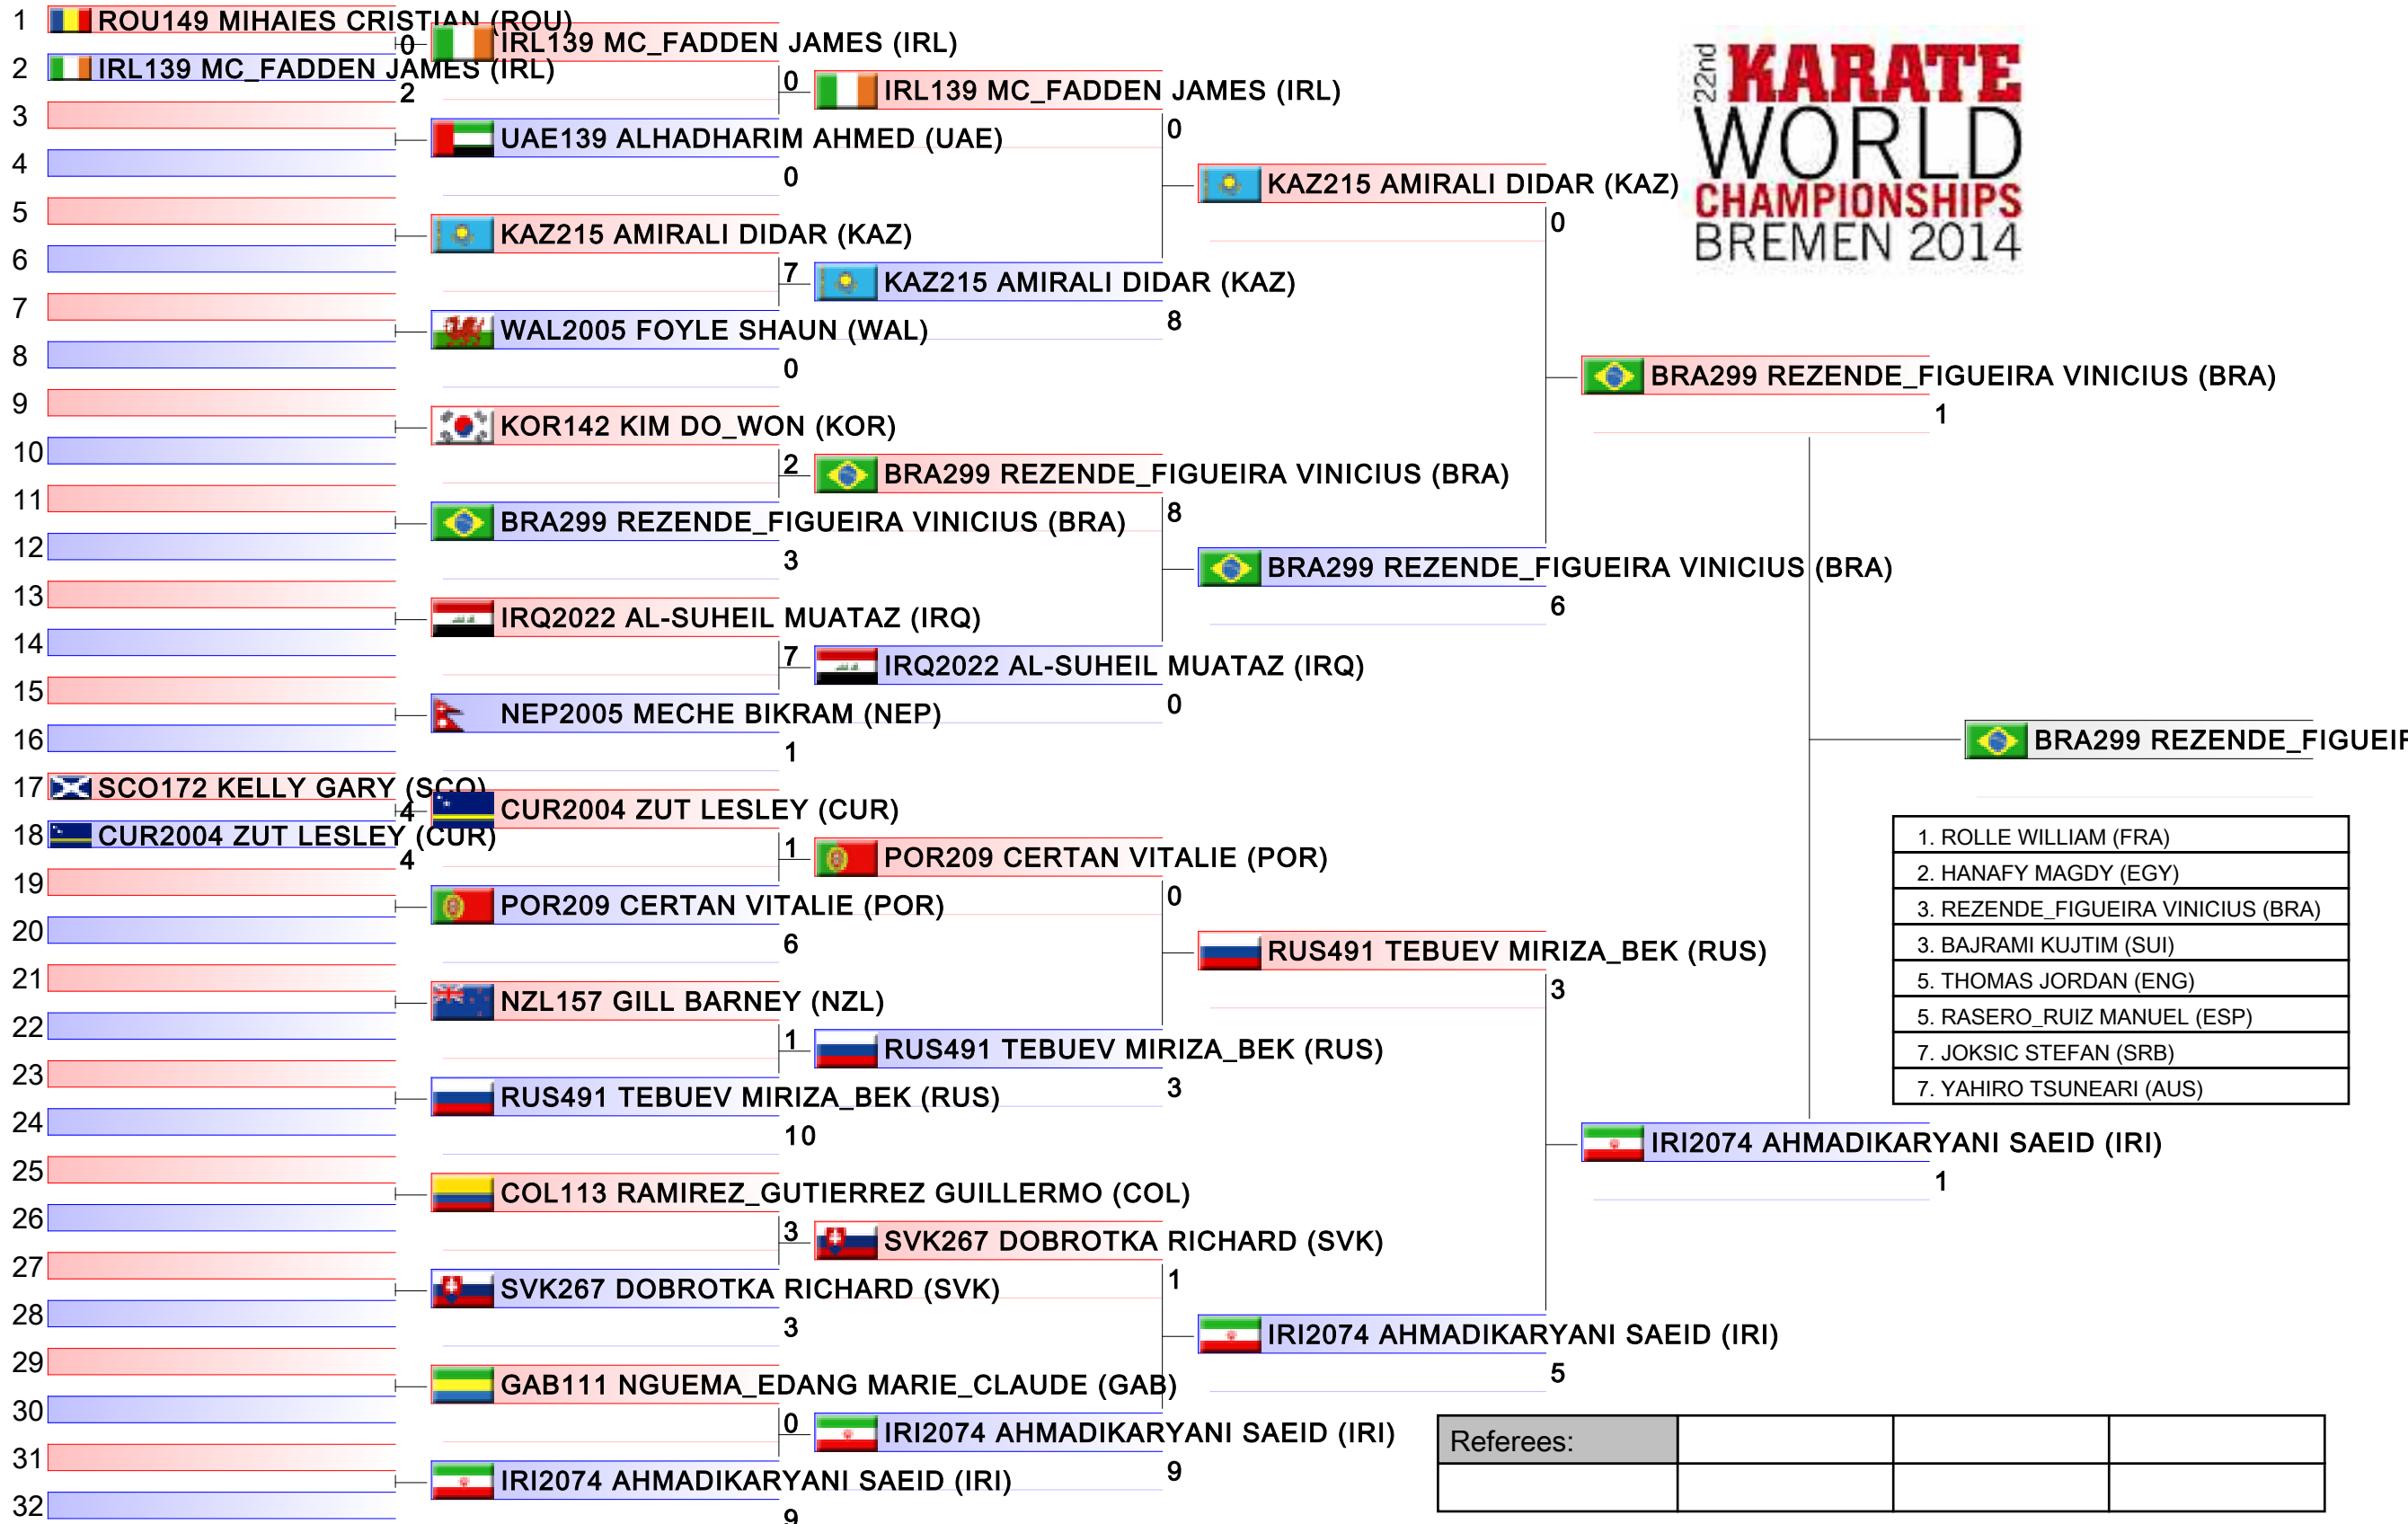 1
ROU149 MIHAIES CRISTIAN (ROU)
0
2
IRL139 MC_FADDEN JAMES (IRL)
2
3
4
5
6
7
8
9
10
11
12
13
14
15
16
17
SCO172 KELLY GARY (SCO)
4
18
CUR2004 ZUT LESLEY (CUR)
4
19
20
21
22
23
24
25
26
27
28
29
30
31
32
IRL139 MC_FADDEN JAMES (IRL)
0
UAE139 ALHADHARIM AHMED (UAE)
0
KAZ215 AMIRALI DIDAR (KAZ)
7
WAL2005 FOYLE SHAUN (WAL)
0
KOR142 KIM DO_WON (KOR)
2
BRA299 REZENDE_FIGUEIRA VINICIUS (BRA)
3
IRQ2022 AL-SUHEIL MUATAZ (IRQ)
7
NEP2005 MECHE BIKRAM (NEP)
1
CUR2004 ZUT LESLEY (CUR)
1
POR209 CERTAN VITALIE (POR)
6
NZL157 GILL BARNEY (NZL)
1
RUS491 TEBUEV MIRIZA_BEK (RUS)
10
COL113 RAMIREZ_GUTIERREZ GUILLERMO (COL)
3
SVK267 DOBROTKA RICHARD (SVK)
3
GAB111 NGUEMA_EDANG MARIE_CLAUDE (GAB)
0
IRI2074 AHMADIKARYANI SAEID (IRI)
9
IRL139 MC_FADDEN JAMES (IRL)
0
KAZ215 AMIRALI DIDAR (KAZ)
8
BRA299 REZENDE_FIGUEIRA VINICIUS (BRA)
8
IRQ2022 AL-SUHEIL MUATAZ (IRQ)
0
POR209 CERTAN VITALIE (POR)
0
RUS491 TEBUEV MIRIZA_BEK (RUS)
3
SVK267 DOBROTKA RICHARD (SVK)
1
IRI2074 AHMADIKARYANI SAEID (IRI)
9
KAZ215 AMIRALI DIDAR (KAZ)
0
BRA299 REZENDE_FIGUEIRA VINICIUS (BRA)
6
RUS491 TEBUEV MIRIZA_BEK (RUS)
3
IRI2074 AHMADIKARYANI SAEID (IRI)
5
BRA299 REZENDE_FIGUEIRA VINICIUS (BRA)
1
IRI2074 AHMADIKARYANI SAEID (IRI)
1
BRA299 REZENDE_FIGUEIR
22nd KARATE
WORLD
CHAMPIONSHIPS
BREMEN 2014
1. ROLLE WILLIAM (FRA)
2. HANAFY MAGDY (EGY)
3. REZENDE_FIGUEIRA VINICIUS (BRA)
3. BAJRAMI KUJTIM (SUI)
5. THOMAS JORDAN (ENG)
5. RASERO_RUIZ MANUEL (ESP)
7. JOKSIC STEFAN (SRB)
7. YAHIRO TSUNEARI (AUS)
Referees: